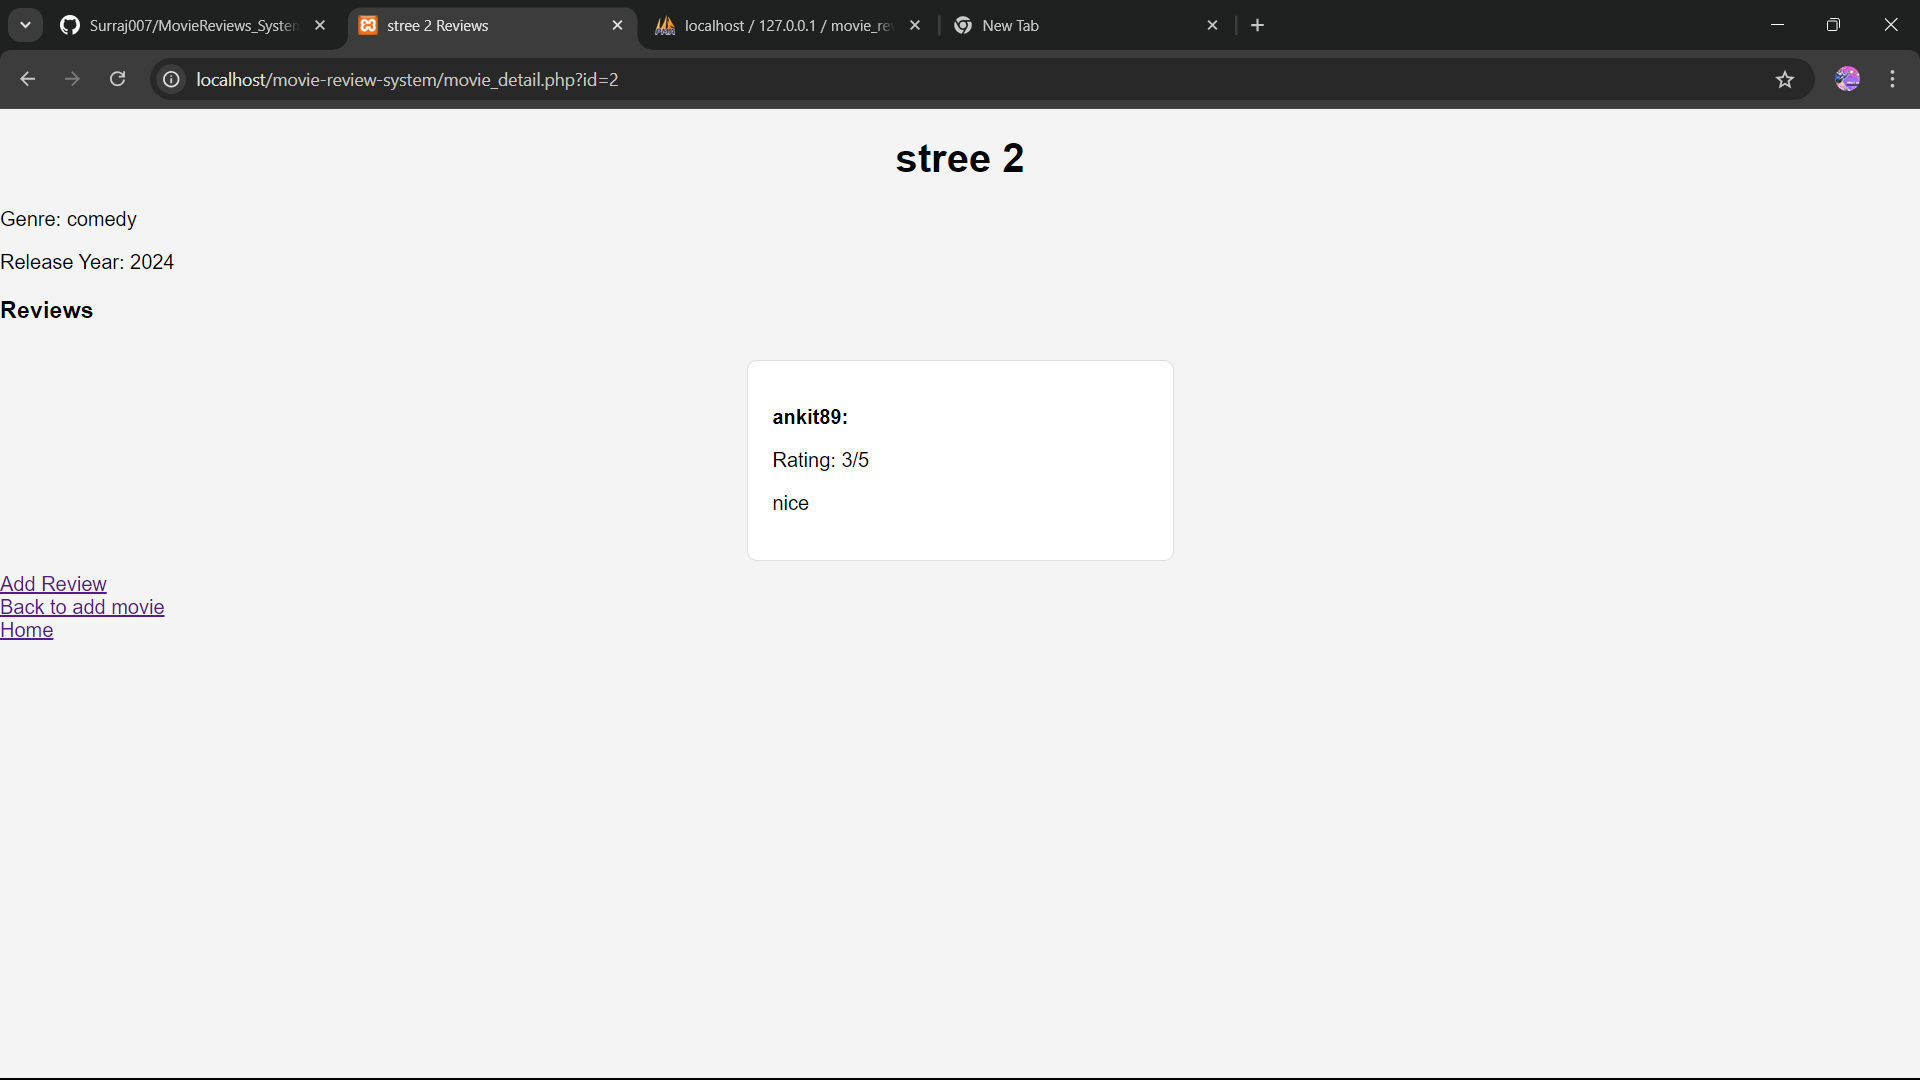 Surraj007/MovieReviews_System
stree 2 Reviews
localhost / 127.0.0.1 / movie_re
New Tab
localhost/movie-review-system/movie_detail.php?id=2
stree 2
Genre: comedy
Release Year: 2024
Reviews
ankit89:
Rating: 3/5
nice
Add Review
Back to add movie
Home